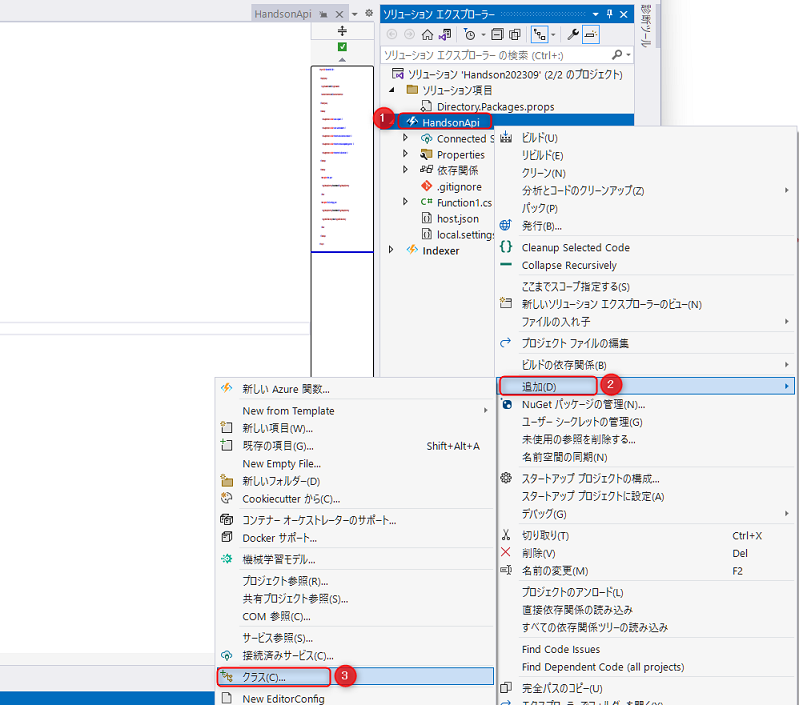 HandsonApi
ソリューション エクスプローラー
ソリューション エクスプローラー の検索 (Ctrl+:)
診断ツール
ソリューション 'Handson202309' (2/2 のプロジェクト)
ソリューション項目
Directory.Packages.props
1
HandsonApi
Connected S
Properties
依存関係
.gitignore
C# Function1.cs
host.json
local.settings
Indexer
ビルド(U)
リビルド(E)
クリーン(N)
分析とコードのクリーンアップ(Z)
パック(P)
発行(B)...
Cleanup Selected Code
Collapse Recursively
ここまでスコープ指定する(S)
新しいソリューション エクスプローラーのビュー(N)
ファイルの入れ子
プロジェクト ファイルの編集
ビルドの依存関係(B)
追加(D)
2
NuGet パッケージの管理(N)...
ユーザー シークレットの管理(G)
未使用の参照を削除する...
名前空間の同期(N)
スタートアップ プロジェクトの構成...
スタートアップ プロジェクトに設定(A)
デバッグ(G)
切り取り(T) Ctrl+X
削除(V) Del
名前の変更(M) F2
プロジェクトのアンロード(L)
直接依存関係の読み込み
すべての依存関係ツリーの読み込み
Find Code Issues
Find Dependent Code (all projects)
完全パスのコピー(U)
エクスプローラーでフォルダーを開く(X)
新しい Azure 関数...
New from Template
新しい項目(W)...
既存の項目(G)... Shift+Alt+A
New Empty File...
新しいフォルダー(D)
Cookiecutter から(C)...
コンテナー オーケストレーターのサポート...
Docker サポート...
機械学習モデル...
プロジェクト参照(R)...
共有プロジェクト参照(S)...
COM 参照(C)...
サービス参照(S)...
接続済みサービス(C)...
クラス(C)...
3
New EditorConfig